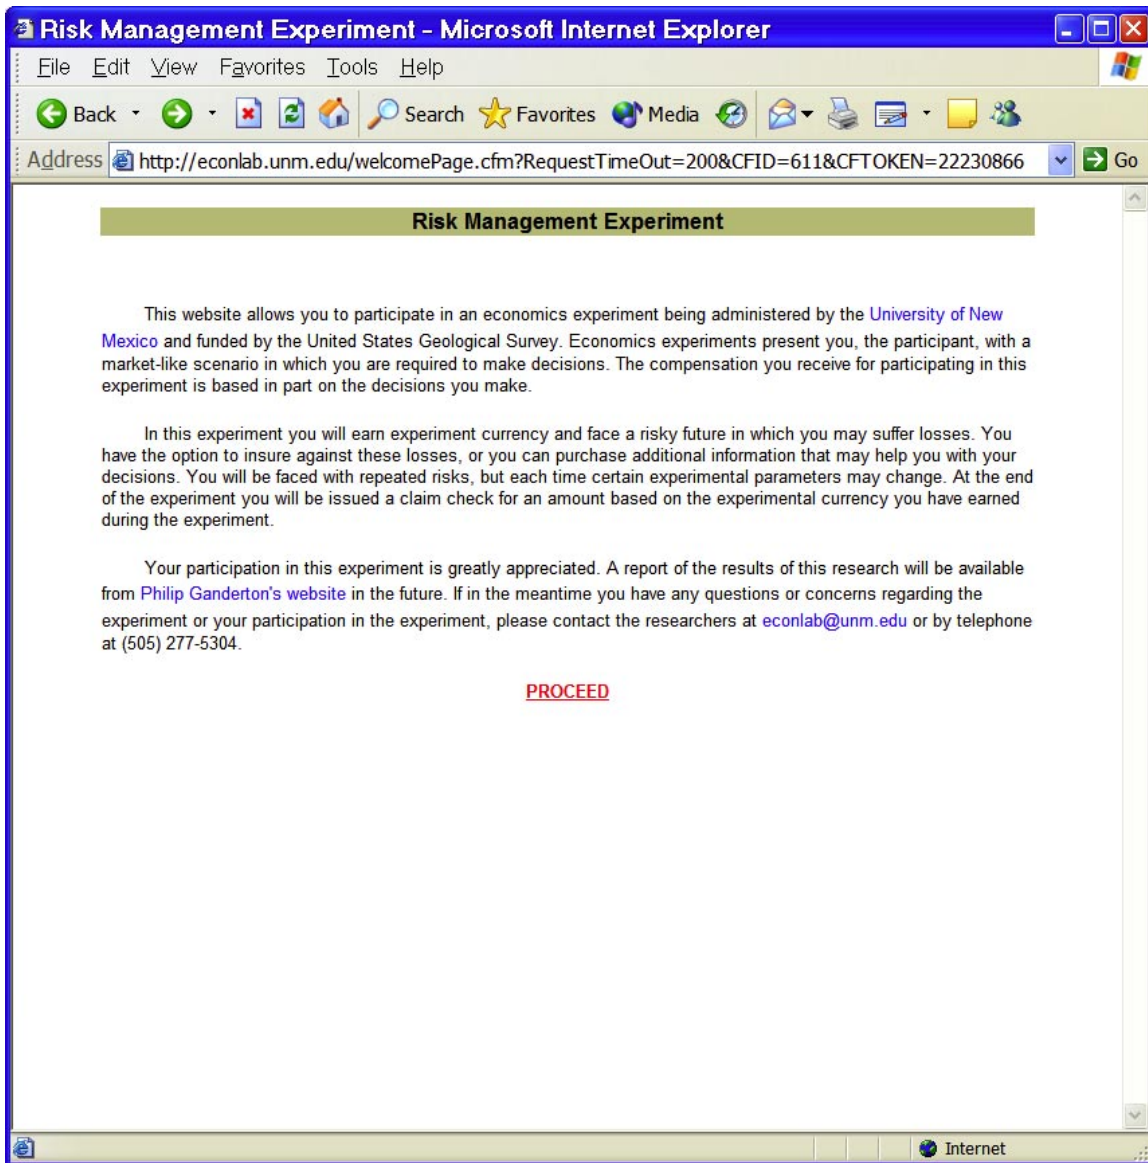 Risk Management Experiment - Microsoft Internet Explorer
File Edit View Favorites Tools Help
Back Search Favorites Media
Address http://econlab.unm.edu/welcomePage.cfm?RequestTimeOut=200&CFID=611&CFTOKEN=22230866 Go
Risk Management Experiment
This website allows you to participate in an economics experiment being administered by the University of New
Mexico and funded by the United States Geological Survey. Economics experiments present you, the participant, with a
market-like scenario in which you are required to make decisions. The compensation you receive for participating in this
experiment is based in part on the decisions you make.
In this experiment you will earn experiment currency and face a risky future in which you may suffer losses. You
have the option to insure against these losses, or you can purchase additional information that may help you with your
decisions. You will be faced with repeated risks, but each time certain experimental parameters may change. At the end
of the experiment you will be issued a claim check for an amount based on the experimental currency you have earned
during the experiment.
Your participation in this experiment is greatly appreciated. A report of the results of this research will be available
from Philip Ganderton's website in the future. If in the meantime you have any questions or concerns regarding the
experiment or your participation in the experiment, please contact the researchers at econlab@unm.edu or by telephone
at (505) 277-5304.
PROCEED
Internet